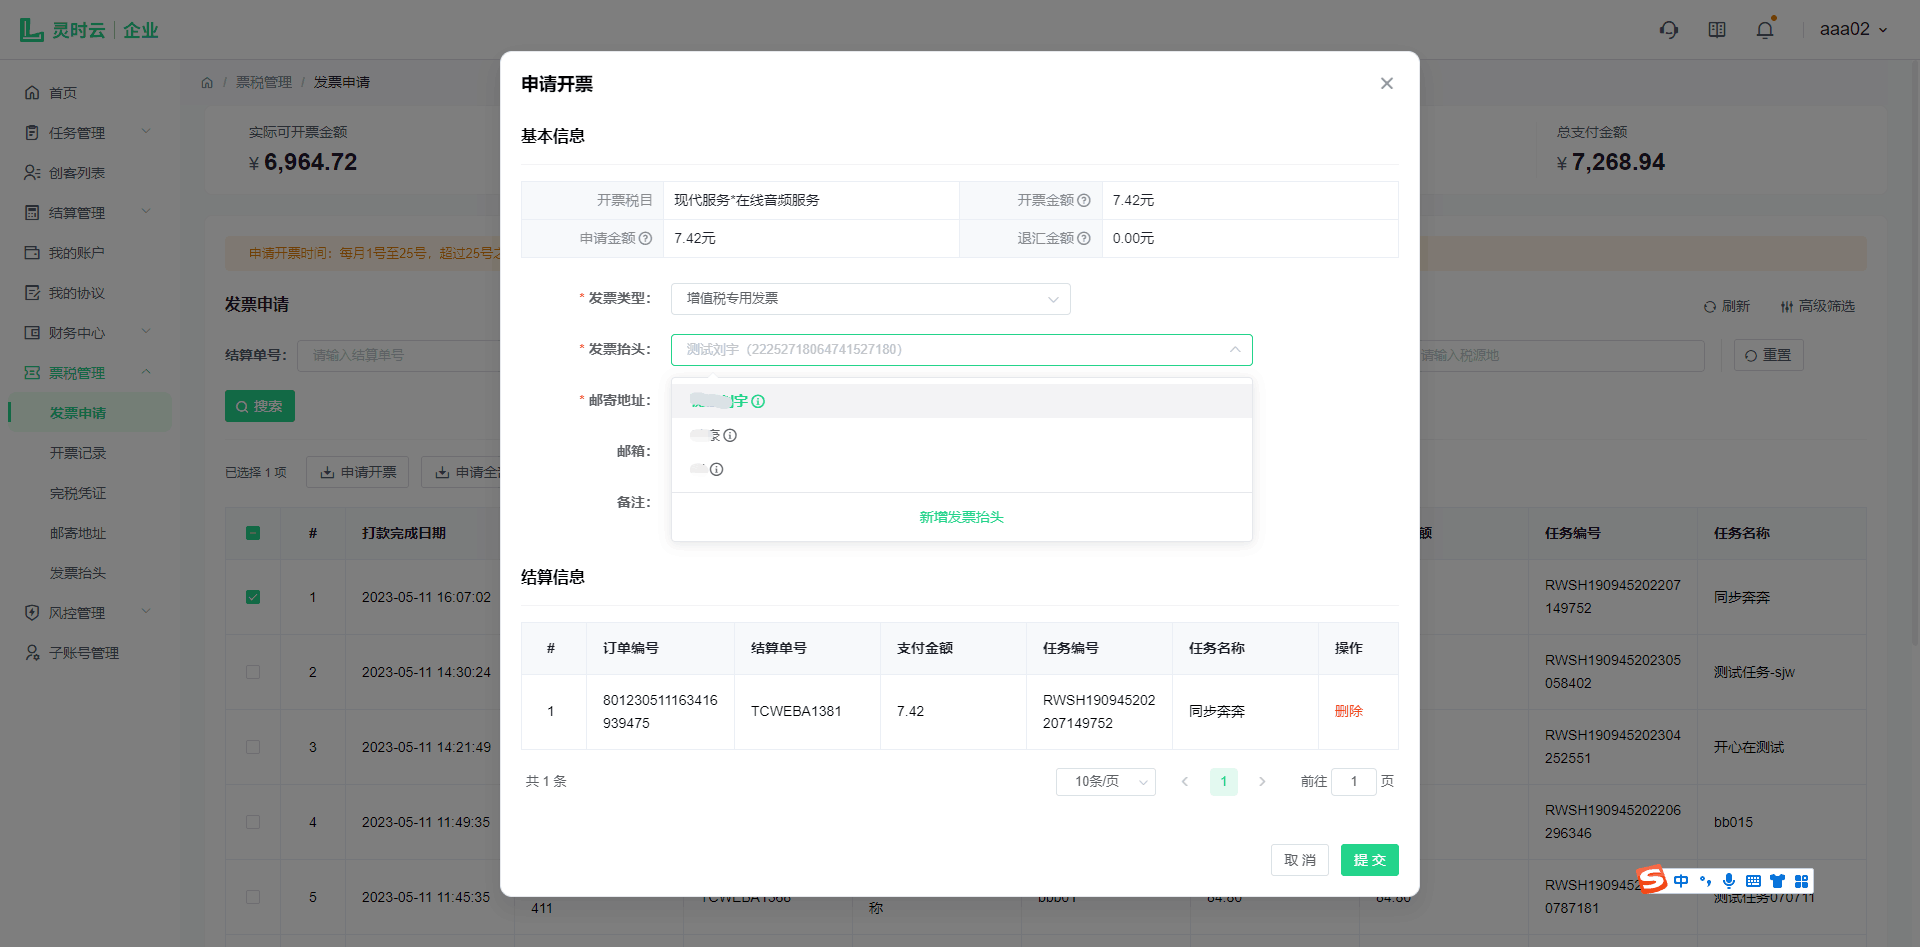 灵时云 | 企业
aaa02
首页
任务管理
创客列表
结算管理
我的账户
我的协议
财务中心
票税管理
发票申请
开票记录
完税凭证
邮寄地址
发票抬头
风控管理
子账号管理
/ 票税管理 / 发票申请
实际可开票金额
¥ 6,964.72
总支付金额
¥ 7,268.94
申请开票时间：每月1号至25号，超过25号
发票申请
刷新
高级筛选
结算单号：
请输入结算单号
请输入税源地
重置
搜索
已选择 1 项
申请开票
申请全
# 打款完成日期
任务编号 任务名称
1 2023-05-11 16:07:02
RWSH190945202207
149752
同步奔奔
2 2023-05-11 14:30:24
RWSH190945202305
058402
测试任务-sjw
3 2023-05-11 14:21:49
RWSH190945202304
252551
开心在测试
4 2023-05-11 11:49:35
RWSH190945202206
296346
bb015
5 2023-05-11 11:45:35
411
称
RWSH1909452
0787181
测试任务070711
申请开票
基本信息
开票税目 现代服务*在线音频服务 开票金额 7.42元
申请金额 7.42元 退汇金额 0.00元
* 发票类型： 增值税专用发票
* 发票抬头： 测试刘宇（22252718064741527180）
* 邮寄地址：
宇
邮箱：
备注：
新增发票抬头
结算信息
# 订单编号 结算单号 支付金额 任务编号 任务名称 操作
1
801230511163416
939475
TCWEBA1381
7.42
RWSH190945202
207149752
同步奔奔
删除
共 1 条
10条/页
1
前往 1 页
取 消
提 交
中